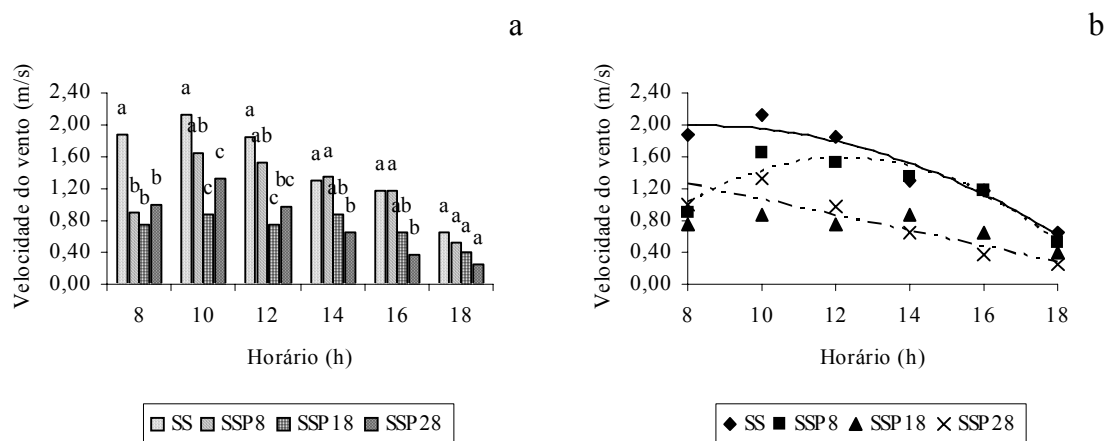 a
Velocidade do vento (m/s)
2,40
2,00
1,60
1,20
0,80
0,40
0,00
a b b b
a ab c c
a ab c bc
a a ab b
a a ab b
a a a a
8 10 12 14 16 18
Horário (h)
SS SSP8 SSP18 SSP28
b
Velocidade do vento (m/s)
2,40
2,00
1,60
1,20
0,80
0,40
0,00
8 10 12 14 16 18
Horário (h)
SS SSP8 SSP18 SSP28